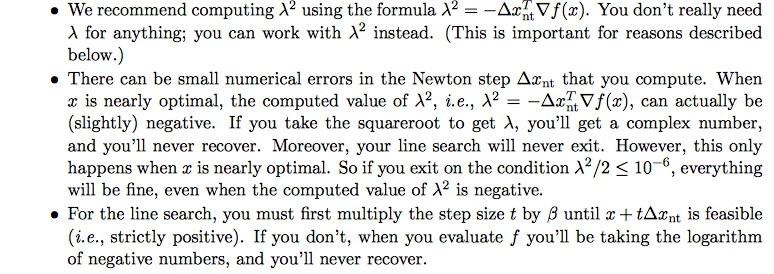 • We recommend computing λ² using the formula λ² = −Δxₙₜᵀ∇f(x). You don't really need
λ for anything; you can work with λ² instead. (This is important for reasons described
below.)
• There can be small numerical errors in the Newton step Δxₙₜ that you compute. When
x is nearly optimal, the computed value of λ², i.e., λ² = −Δxₙₜᵀ∇f(x), can actually be
(slightly) negative. If you take the squareroot to get λ, you'll get a complex number,
and you'll never recover. Moreover, your line search will never exit. However, this only
happens when x is nearly optimal. So if you exit on the condition λ²/2 ≤ 10⁻⁶, everything
will be fine, even when the computed value of λ² is negative.
• For the line search, you must first multiply the step size t by β until x + tΔxₙₜ is feasible
(i.e., strictly positive). If you don't, when you evaluate f you'll be taking the logarithm
of negative numbers, and you'll never recover.